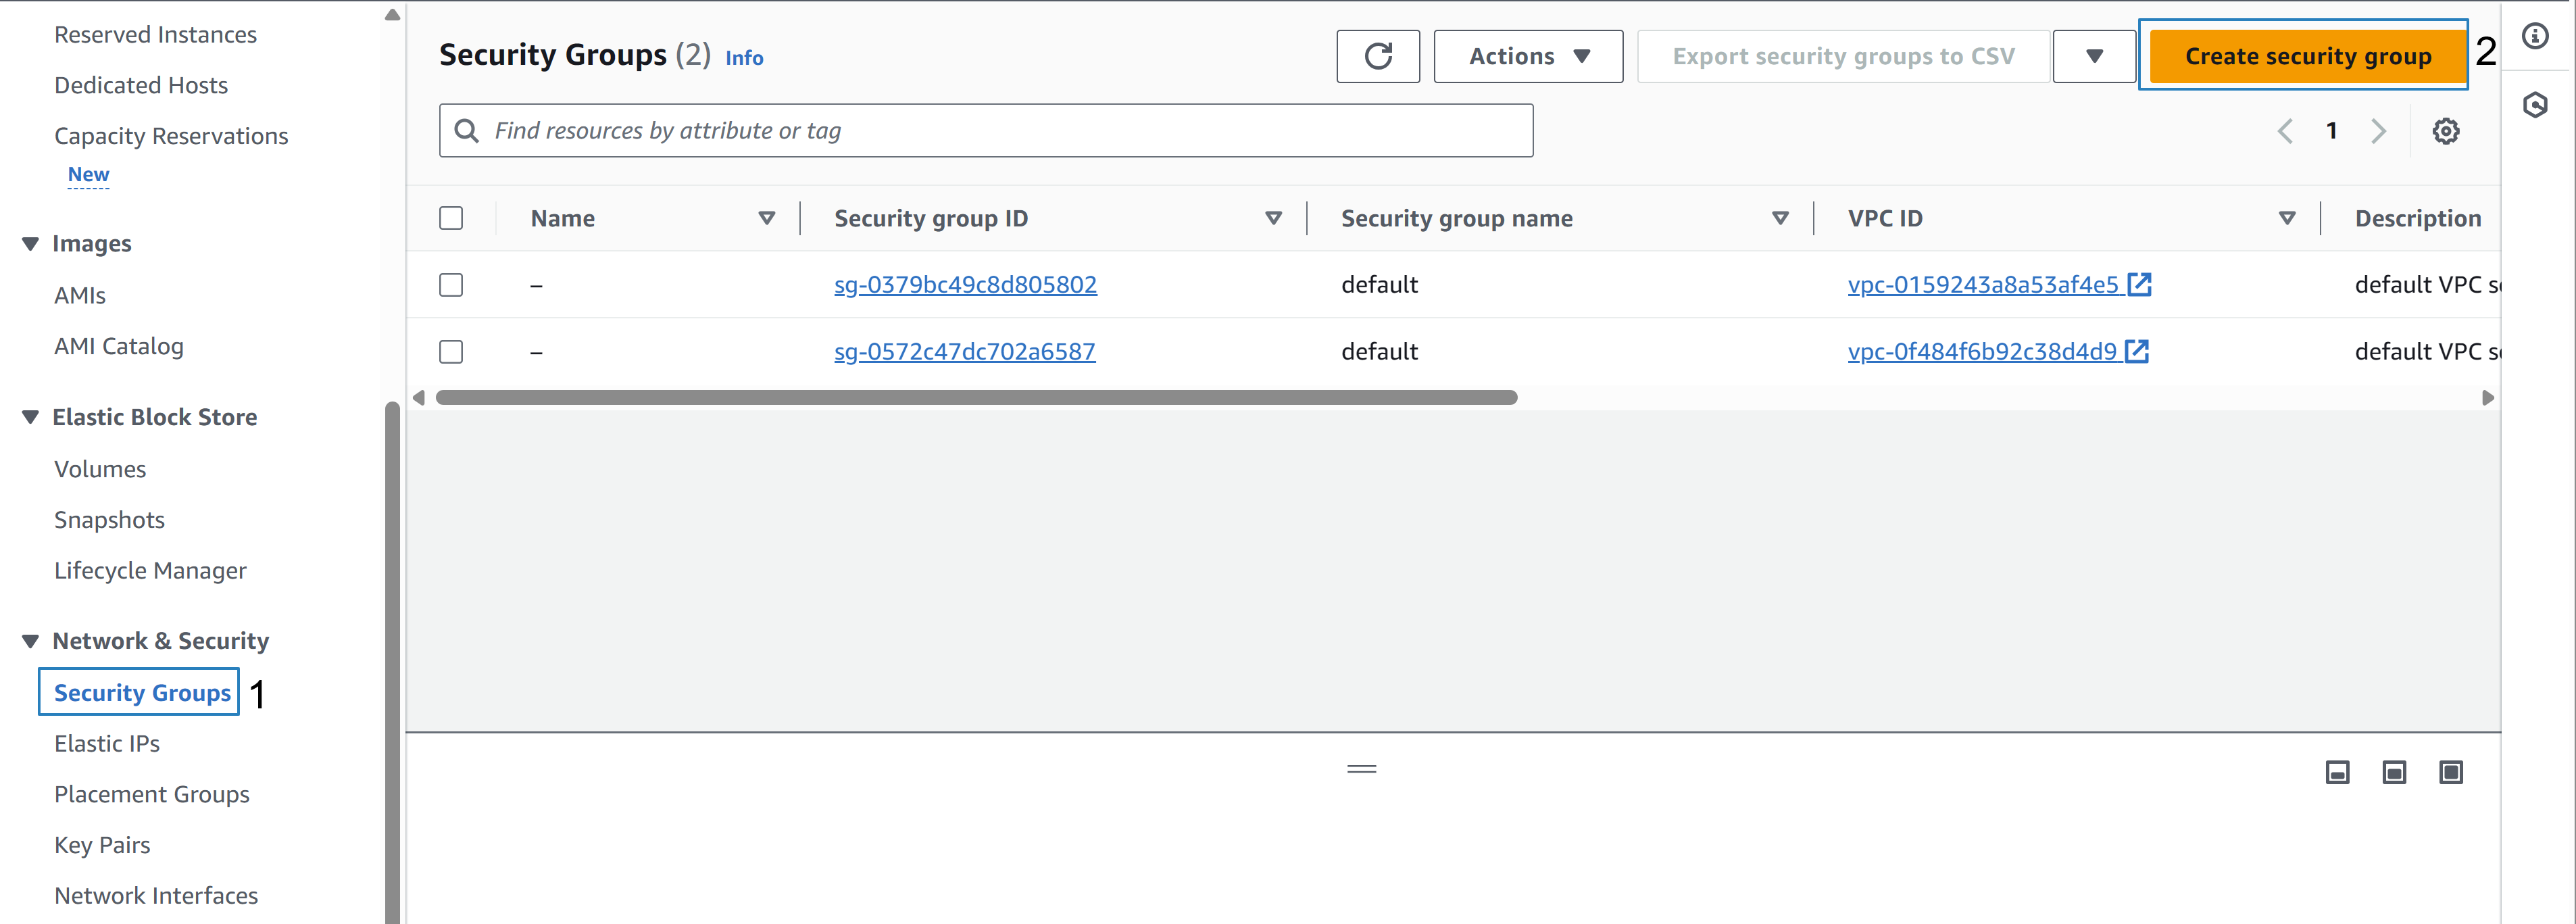 Reserved Instances
Dedicated Hosts
Capacity Reservations
New
Images
AMIs
AMI Catalog
Elastic Block Store
Volumes
Snapshots
Lifecycle Manager
Network & Security
Security Groups 1
Elastic IPs
Placement Groups
Key Pairs
Network Interfaces
Security Groups (2) Info
Actions
Export security groups to CSV
Create security group 2
Find resources by attribute or tag
1
Name Security group ID Security group name VPC ID Description
– sg-0379bc49c8d805802 default vpc-0159243a8a53af4e5 default VPC s
– sg-0572c47dc702a6587 default vpc-0f484f6b92c38d4d9 default VPC s